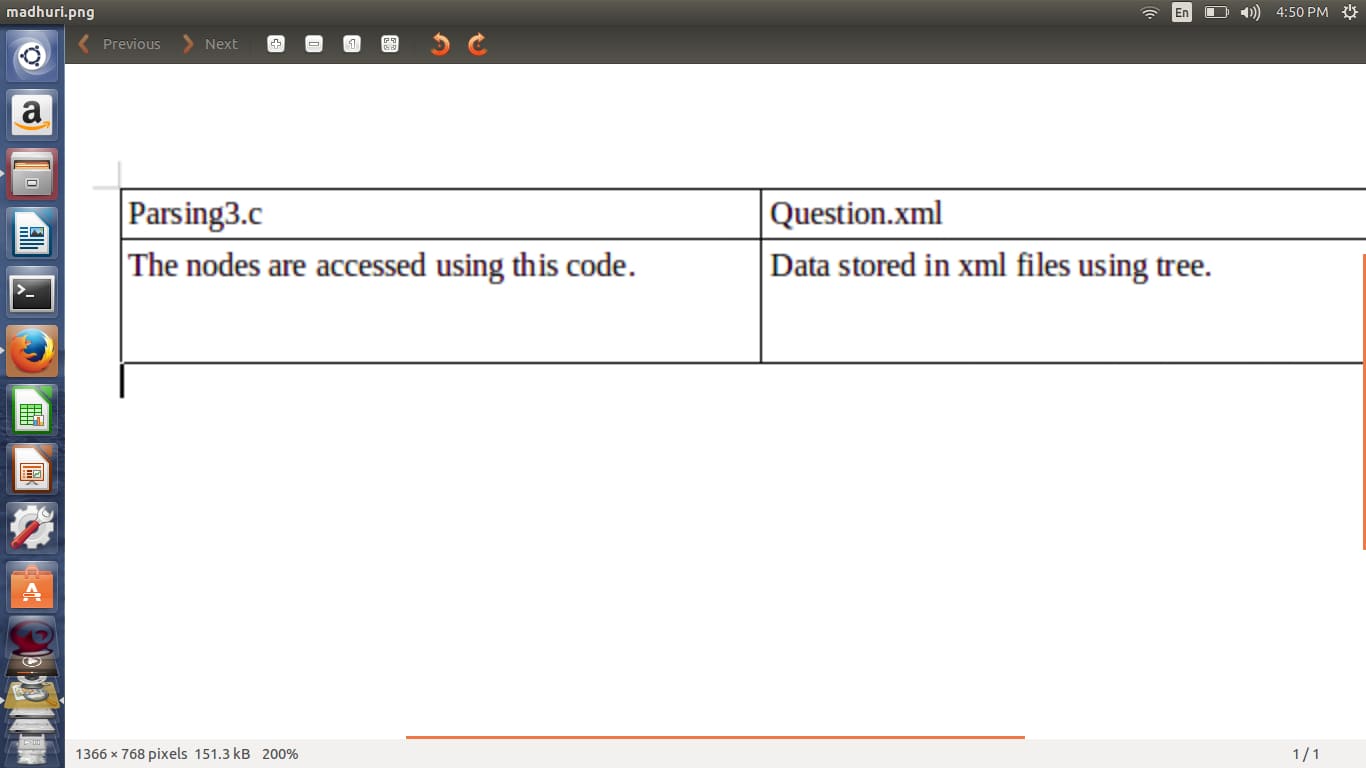 madhuri.png
En
4:50 PM
Previous Next
Parsing3.c Question.xml
The nodes are accessed using this code. Data stored in xml files using tree.
1366 × 768 pixels 151.3 kB 200%
1 / 1